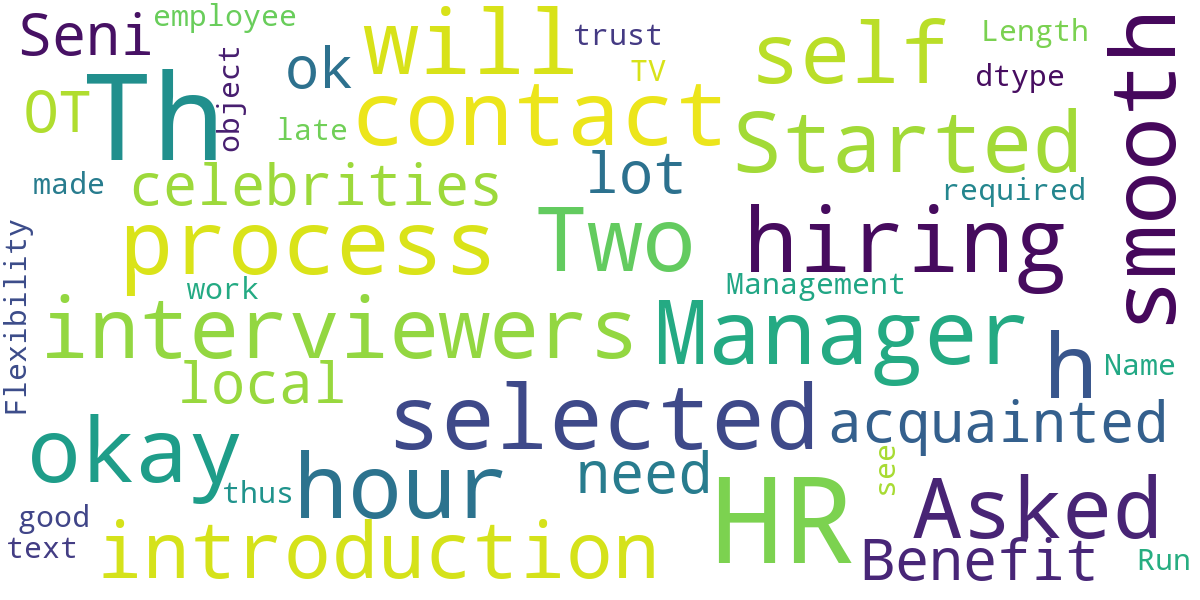 Seni
employee
will
trust
self
Length
smooth
ok
TV
dtype
OT
Th
object
contact
late
Started
made
celebrities
lot
required
Flexibility
process
Two
hiring
work
Management
interviewers
Manager
h
Name
local
selected
acquainted
okay
thus
hour
need
see
HR
Asked
good
text
introduction
Benefit
Run